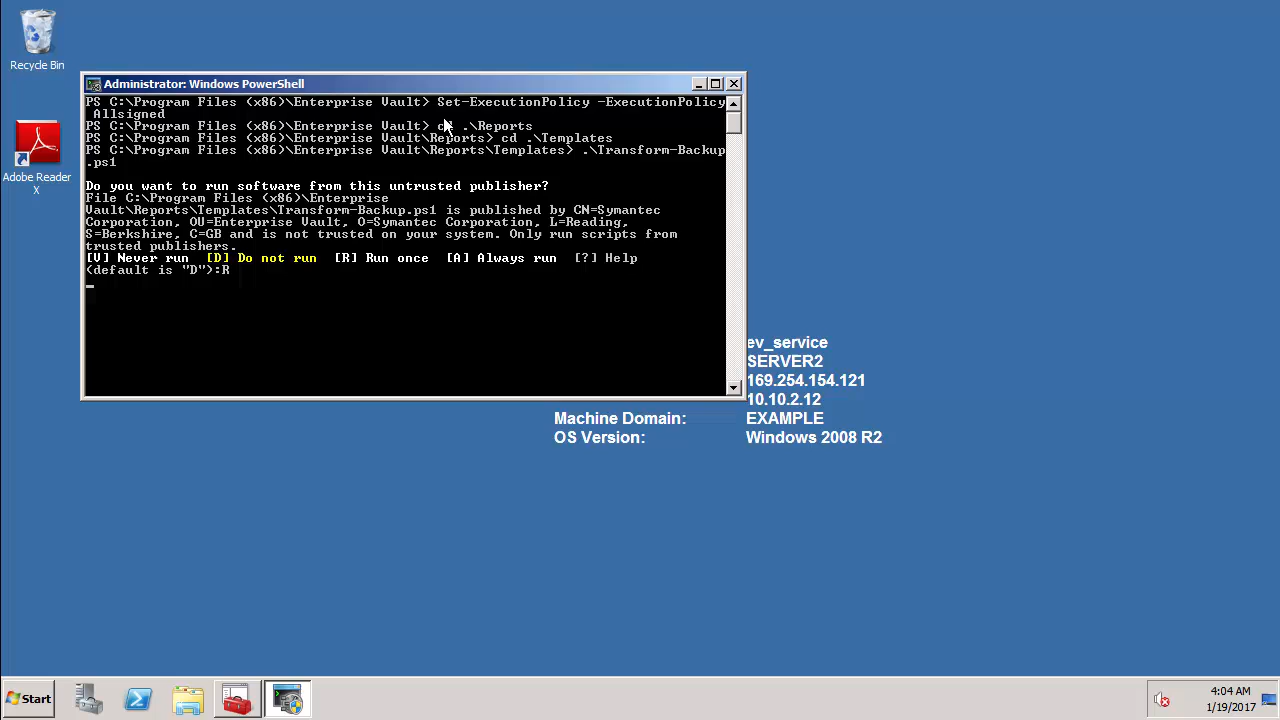 Recycle Bin
Adobe Reader
X
Administrator: Windows PowerShell
PS C:\Program Files (x86)\Enterprise Vault> Set-ExecutionPolicy -ExecutionPolicy
Allsigned
PS C:\Program Files (x86)\Enterprise Vault> cd .\Reports
PS C:\Program Files (x86)\Enterprise Vault\Reports> cd .\Templates
PS C:\Program Files (x86)\Enterprise Vault\Reports\Templates> .\Transform-Backup
.ps1
Do you want to run software from this untrusted publisher?
File C:\Program Files (x86)\Enterprise
Vault\Reports\Templates\Transform-Backup.ps1 is published by CN=Symantec
Corporation, OU=Enterprise Vault, O=Symantec Corporation, L=Reading,
S=Berkshire, C=GB and is not trusted on your system. Only run scripts from
trusted publishers.
[V] Never run  [D] Do not run  [R] Run once  [A] Always run  [?] Help
(default is "D"):R
ev_service
SERVER2
169.254.154.121
10.10.2.12
Machine Domain: EXAMPLE
OS Version: Windows 2008 R2
Start
4:04 AM
1/19/2017